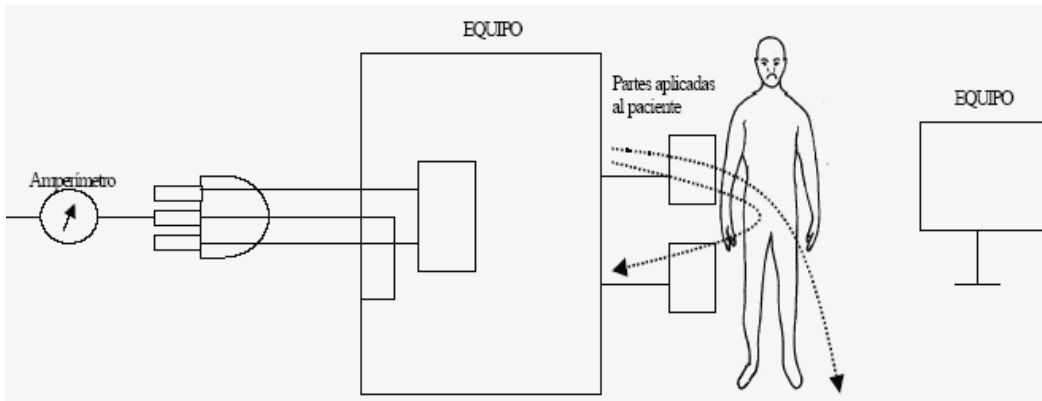 EQUIPO
Partes aplicadas
al paciente
EQUIPO
Amperímetro